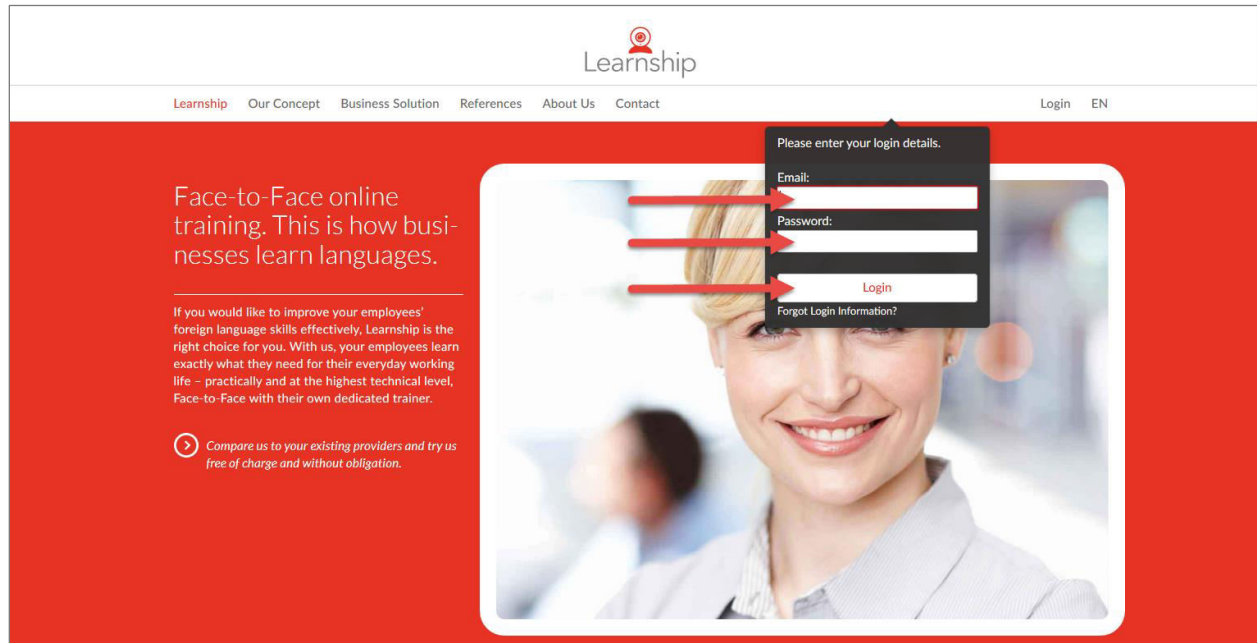 Learnship
Learnship Our Concept Business Solution References About Us Contact Login EN
Please enter your login details.
Email:
Password:
Login
Forgot Login Information?
Face-to-Face online
training. This is how busi-
nesses learn languages.
If you would like to improve your employees'
foreign language skills effectively, Learnship is the
right choice for you. With us, your employees learn
exactly what they need for their everyday working
life – practically and at the highest technical level,
Face-to-Face with their own dedicated trainer.
Compare us to your existing providers and try us
free of charge and without obligation.